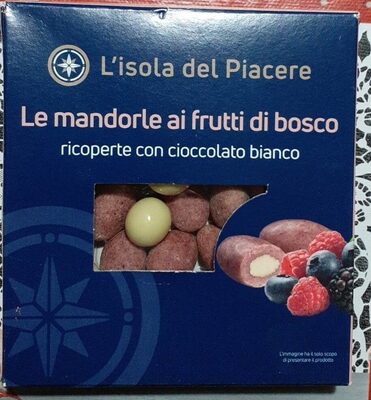 L'isola del Piacere
Le mandorle ai frutti di bosco
ricoperte con cioccolato bianco
L'immagine ha il solo scopo
di presentare il prodotto